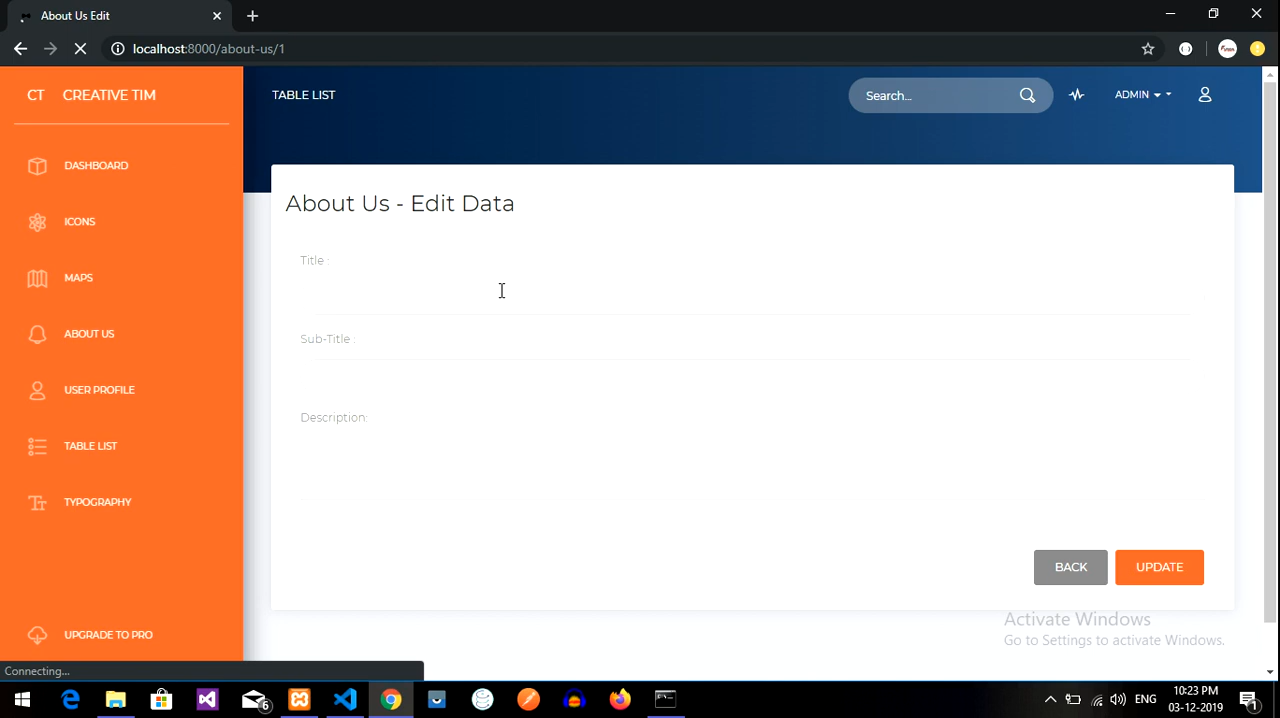 About Us Edit
localhost:8000/about-us/1
CT CREATIVE TIM
TABLE LIST
Search...
ADMIN
DASHBOARD
ICONS
MAPS
ABOUT US
USER PROFILE
TABLE LIST
TYPOGRAPHY
UPGRADE TO PRO
About Us - Edit Data
Title :
Sub-Title :
Description:
BACK
UPDATE
Activate Windows
Go to Settings to activate Windows.
Connecting...
6
ENG
10:23 PM
03-12-2019
1